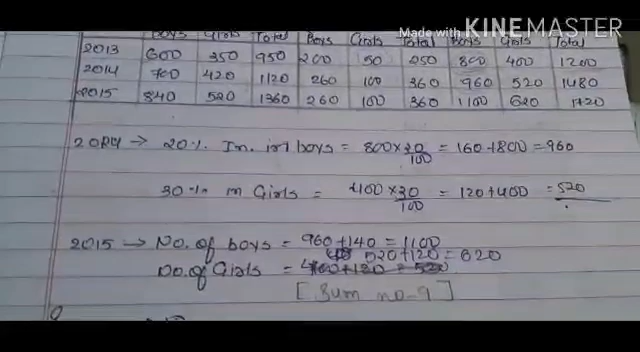 Made with KINEMASTER
Boys Girls Total Boys Girls Total Boys Girls Total
2013 600 350 950 200 50 250 800 400 1200
2014 700 420 1120 260 100 360 960 520 1480
2015 840 520 1360 260 100 360 1100 620 1720
20% In. in boys = 800 × 20/100 = 160 + 800 = 960
30% in Girls = 400 × 30/100 = 120 + 400 = 520
2015 → No. of boys = 960 + 140 = 1100
520 + 120 = 620
No. of Girls =
[Sum no-9]